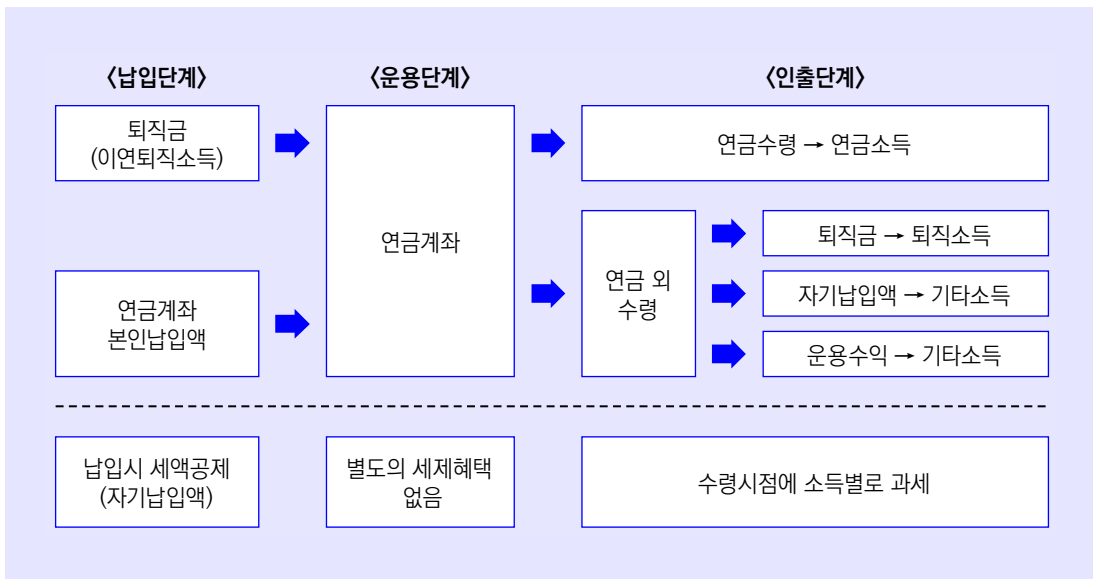 〈납입단계〉
〈운용단계〉
〈인출단계〉
퇴직금
(이연퇴직소득)
연금계좌
본인납입액
연금계좌
연금수령 → 연금소득
연금 외
수령
퇴직금 → 퇴직소득
자기납입액 → 기타소득
운용수익 → 기타소득
납입시 세액공제
(자기납입액)
별도의 세제혜택
없음
수령시점에 소득별로 과세